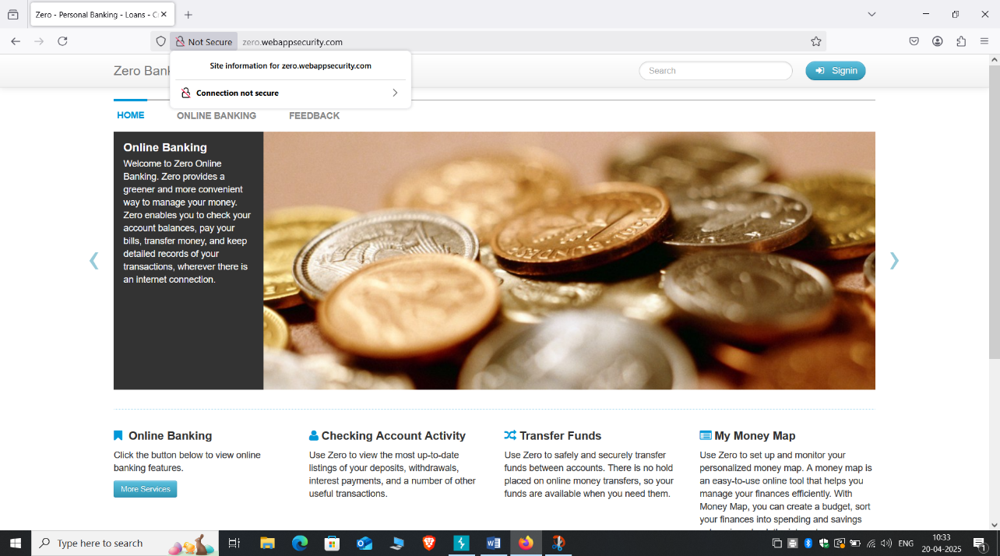 Zero - Personal Banking - Loans - C
Not Secure
zero.webappsecurity.com
Site information for zero.webappsecurity.com
Connection not secure
Zero Ban
Search
Signin
HOME
ONLINE BANKING
FEEDBACK
Online Banking
Welcome to Zero Online
Banking. Zero provides a
greener and more convenient
way to manage your money.
Zero enables you to check your
account balances, pay your
bills, transfer money, and keep
detailed records of your
transactions, wherever there is
an internet connection.
Online Banking
Click the button below to view online
banking features.
More Services
Checking Account Activity
Use Zero to view the most up-to-date
listings of your deposits, withdrawals,
interest payments, and a number of other
useful transactions.
Transfer Funds
Use Zero to safely and securely transfer
funds between accounts. There is no hold
placed on online money transfers, so your
funds are available when you need them.
My Money Map
Use Zero to set up and monitor your
personalized money map. A money map is
an easy-to-use online tool that helps you
manage your finances efficiently. With
Money Map, you can create a budget, sort
your finances into spending and savings
Type here to search
ENG
10:33
20-04-2025
1